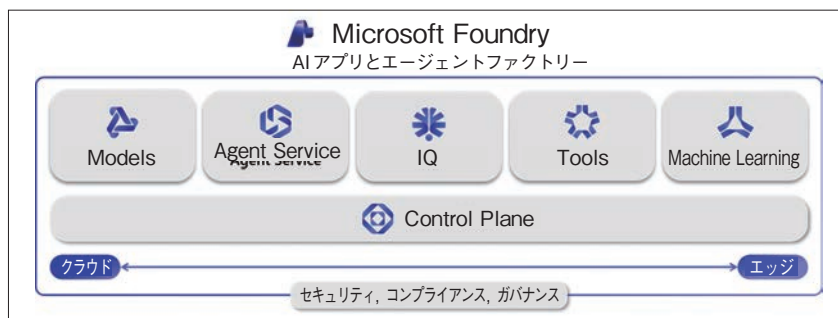 Microsoft Foundry
AIアプリとエージェントファクトリー
Models
Agent Service
Agent Service
IQ
Tools
Machine Learning
Control Plane
クラウド
エッジ
セキュリティ, コンプライアンス, ガバナンス